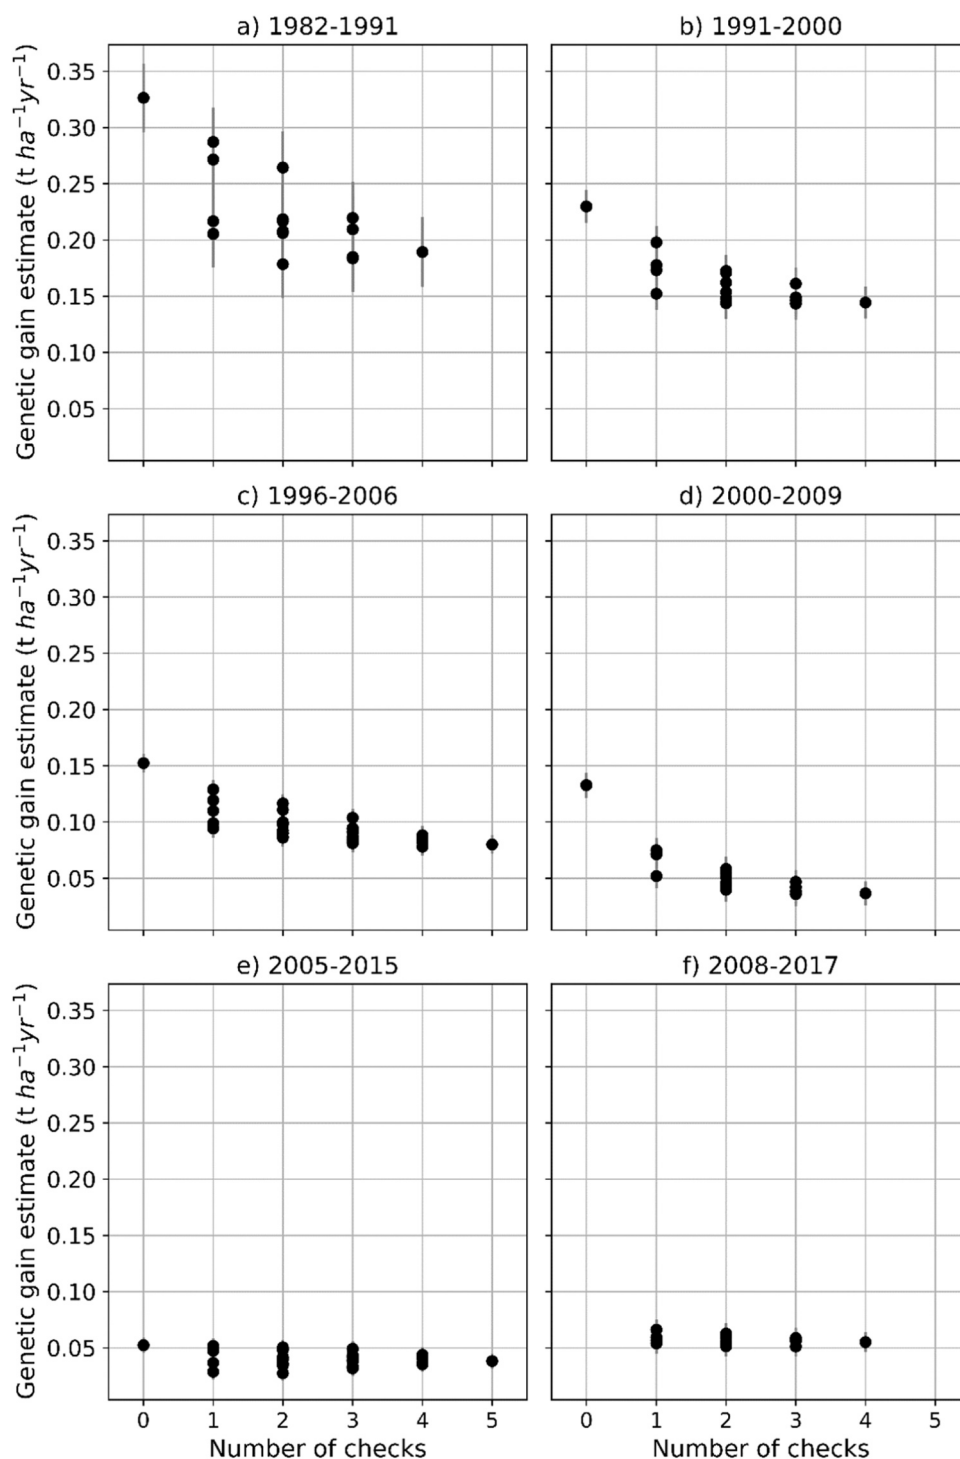 a) 1982-1991
b) 1991-2000
Genetic gain estimate (t ha⁻¹yr⁻¹)
0.35
0.30
0.25
0.20
0.15
0.10
0.05
c) 1996-2006
d) 2000-2009
Genetic gain estimate (t ha⁻¹yr⁻¹)
0.35
0.30
0.25
0.20
0.15
0.10
0.05
e) 2005-2015
f) 2008-2017
Genetic gain estimate (t ha⁻¹yr⁻¹)
0.35
0.30
0.25
0.20
0.15
0.10
0.05
0 1 2 3 4 5
0 1 2 3 4 5
Number of checks
Number of checks